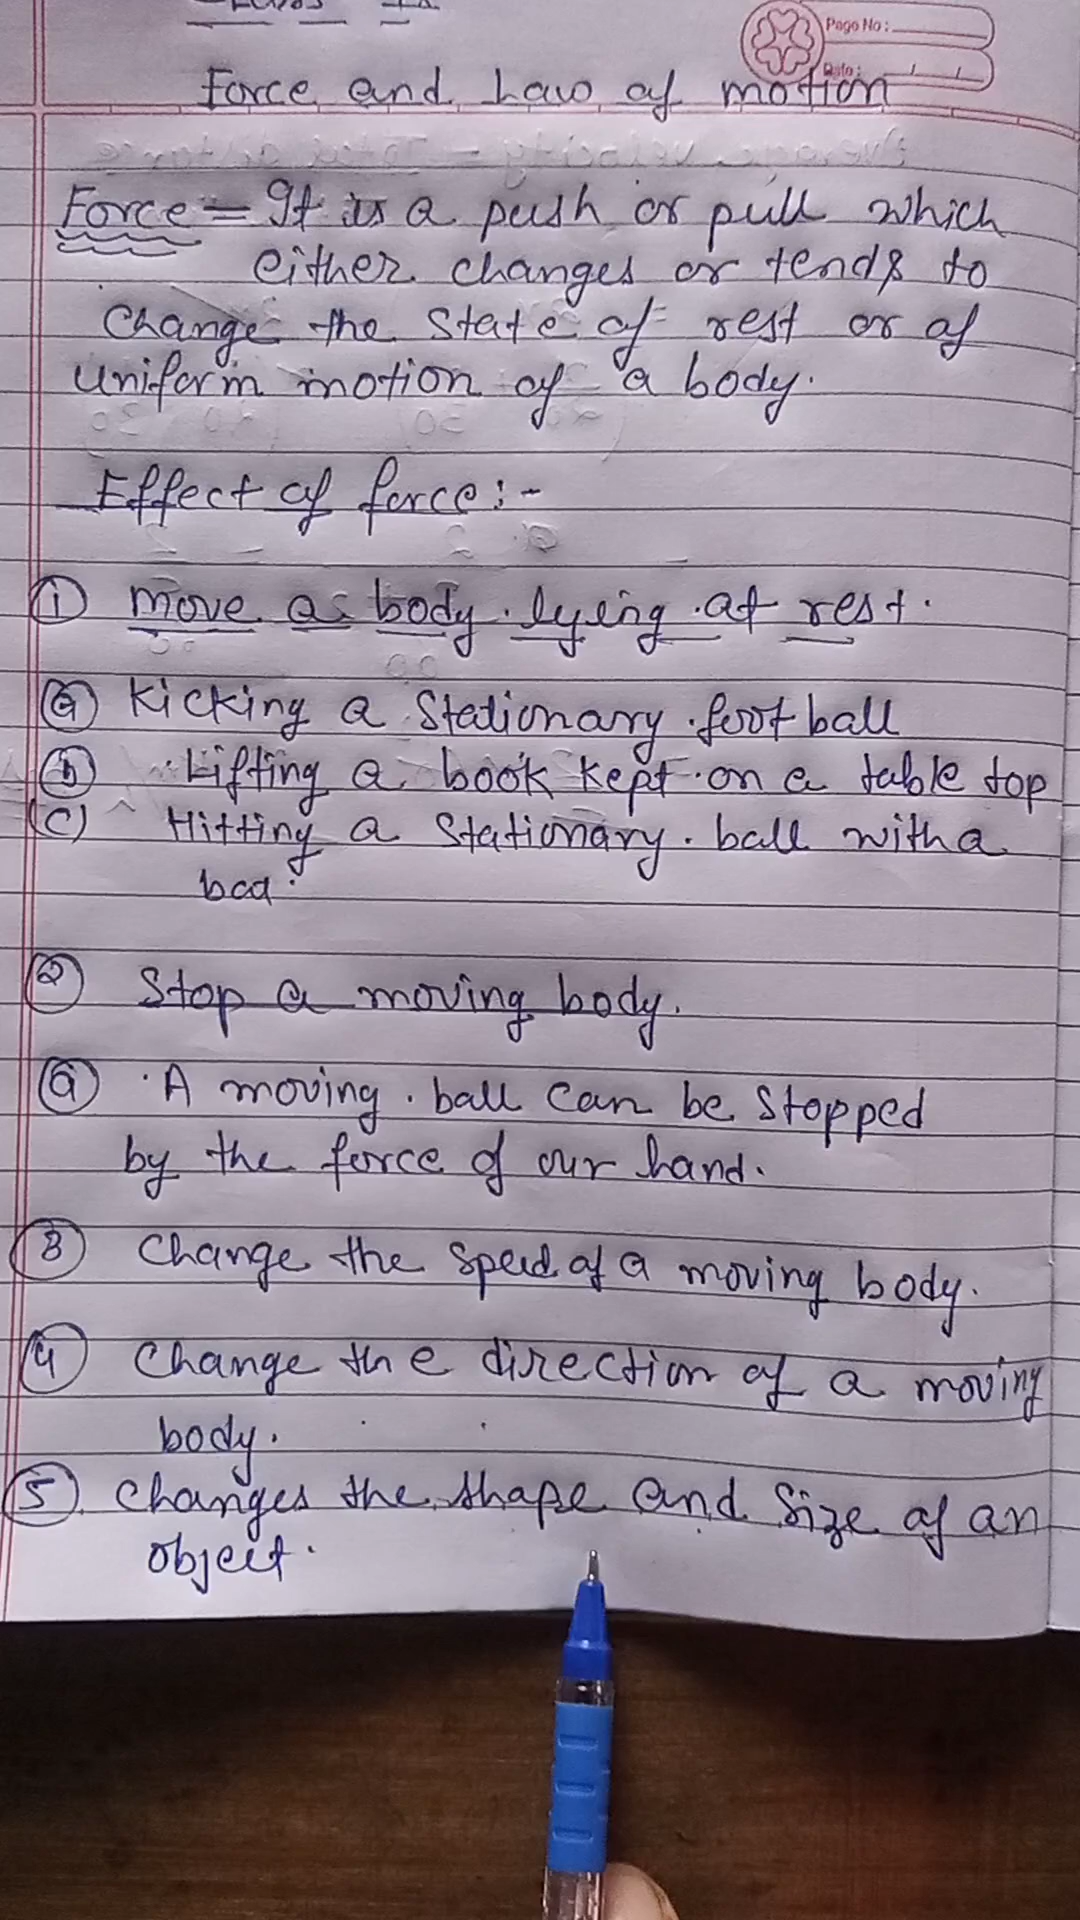 Page No:
Date: / /
Force and Law of motion
Force = It is a push or pull which
either changes or tends to
change the state of rest or of
uniform motion of a body.
Effect of force :-
① move a body lying at rest.
ⓐ Kicking a stationary football
ⓑ Lifting a book kept on a table top
(C) Hitting a stationary ball with a
② Stop a moving body.
ⓐ A moving ball can be stopped
by the force of our hand.
③ Change the speed of a moving body.
④ Change the direction of a moving
body.
⑤ Changes the shape and size of an
object.